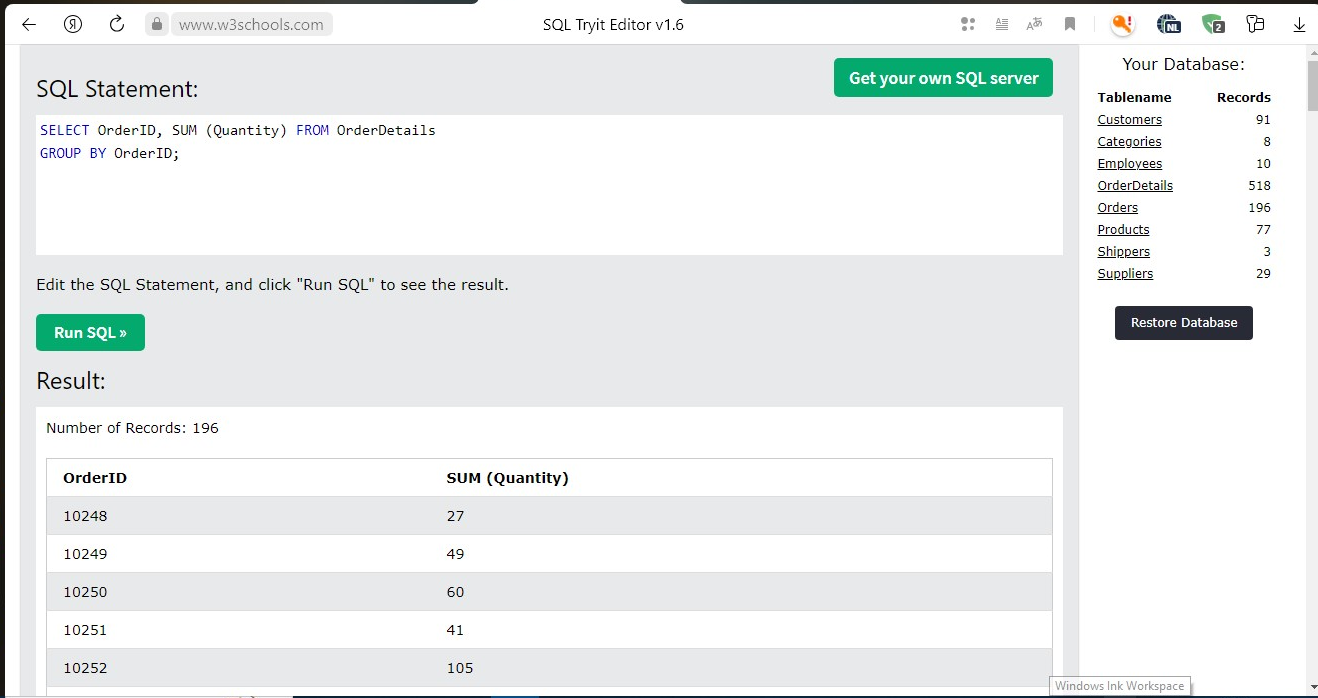 www.w3schools.com
SQL Tryit Editor v1.6
NL
2
SQL Statement:
Get your own SQL server
SELECT OrderID, SUM (Quantity) FROM OrderDetails
GROUP BY OrderID;
Edit the SQL Statement, and click "Run SQL" to see the result.
Run SQL »
Result:
Number of Records: 196
OrderID SUM (Quantity)
10248 27
10249 49
10250 60
10251 41
10252 105
Your Database:
Tablename Records
Customers 91
Categories 8
Employees 10
OrderDetails 518
Orders 196
Products 77
Shippers 3
Suppliers 29
Restore Database
Windows Ink Workspace